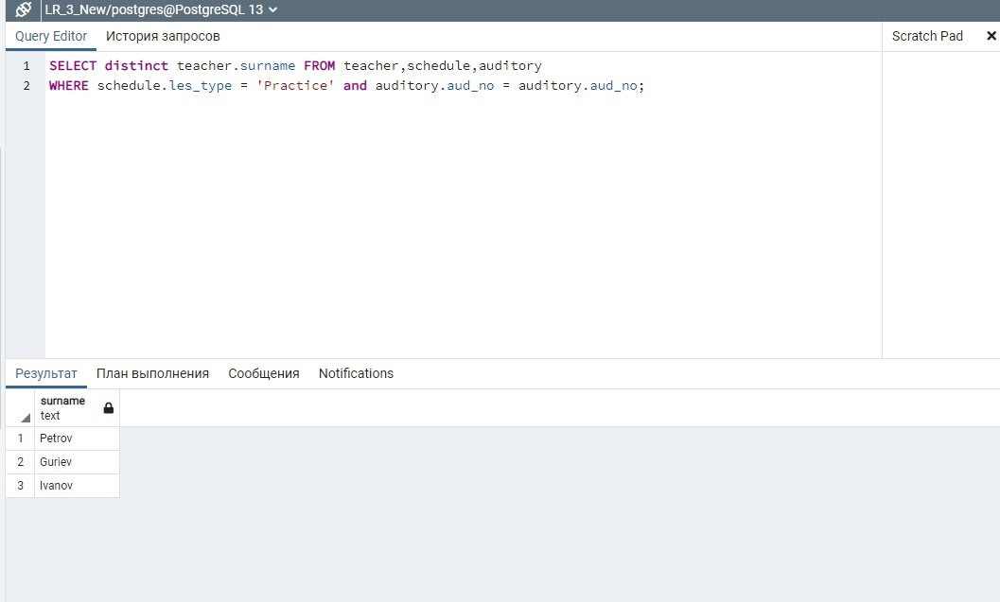 LR_3_New/postgres@PostgreSQL 13
Query Editor История запросов Scratch Pad
1 SELECT distinct teacher.surname FROM teacher,schedule,auditory
2 WHERE schedule.les_type = 'Practice' and auditory.aud_no = auditory.aud_no;
Результат План выполнения Сообщения Notifications
surname
text
1 Petrov
2 Guriev
3 Ivanov